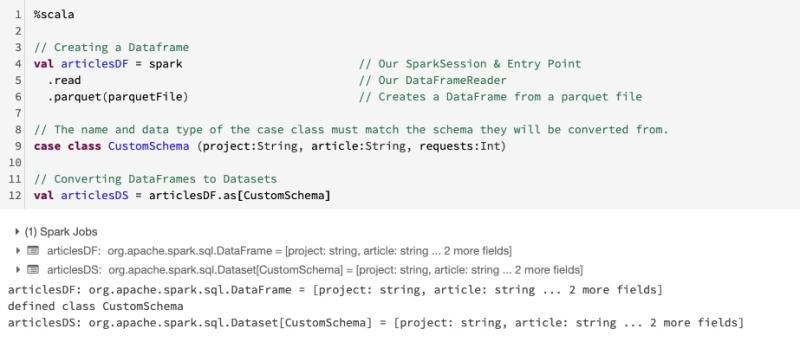 1 %scala
2
3 // Creating a Dataframe
4 val articlesDF = spark // Our SparkSession & Entry Point
5 .read // Our DataFrameReader
6 .parquet(parquetFile) // Creates a DataFrame from a parquet file
7
8 // The name and data type of the case class must match the schema they will be converted from.
9 case class CustomSchema (project:String, article:String, requests:Int)
10
11 // Converting DataFrames to Datasets
12 val articlesDS = articlesDF.as[CustomSchema]
(1) Spark Jobs
articlesDF: org.apache.spark.sql.DataFrame = [project: string, article: string ... 2 more fields]
articlesDS: org.apache.spark.sql.Dataset[CustomSchema] = [project: string, article: string ... 2 more fields]
articlesDF: org.apache.spark.sql.DataFrame = [project: string, article: string ... 2 more fields]
defined class CustomSchema
articlesDS: org.apache.spark.sql.Dataset[CustomSchema] = [project: string, article: string ... 2 more fields]